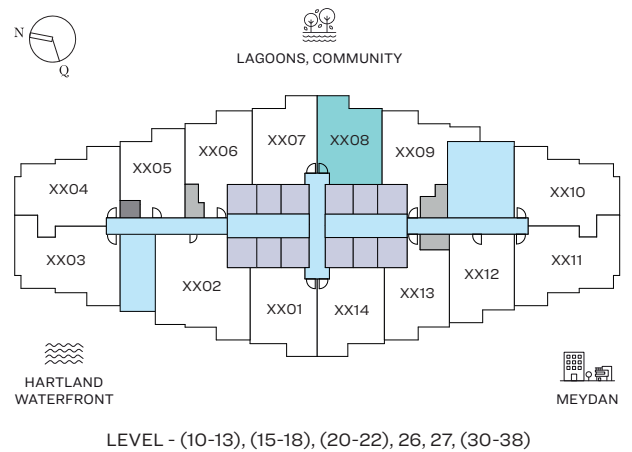 N
Q
LAGOONS, COMMUNITY
XX07
XX08
XX06
XX09
XX05
XX04
XX10
XX03
XX11
XX02
XX12
XX13
XX01
XX14
HARTLAND
WATERFRONT
MEYDAN
LEVEL - (10-13), (15-18), (20-22), 26, 27, (30-38)